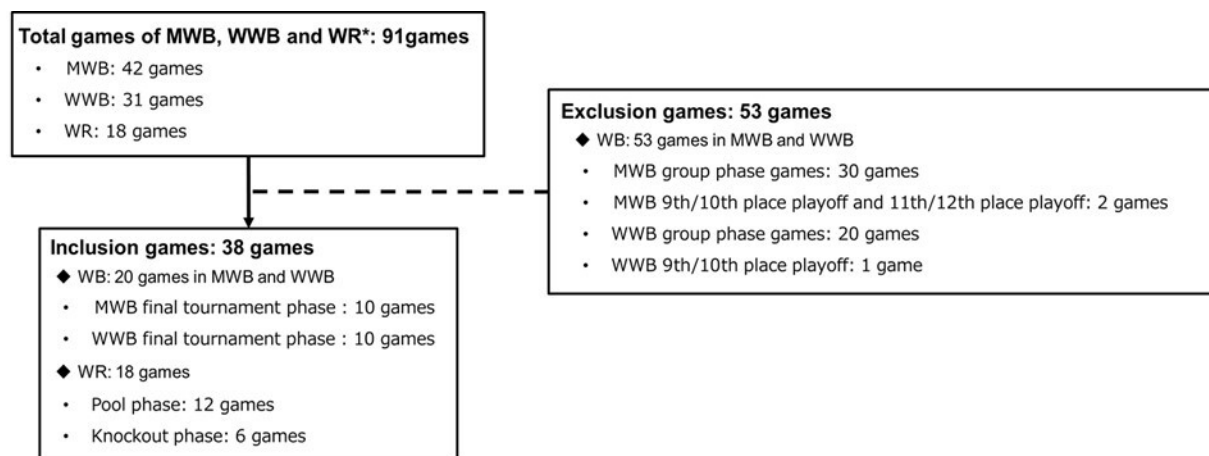 Total games of MWB, WWB and WR*: 91games
• MWB: 42 games
• WWB: 31 games
• WR: 18 games
Exclusion games: 53 games
◆ WB: 53 games in MWB and WWB
• MWB group phase games: 30 games
• MWB 9th/10th place playoff and 11th/12th place playoff: 2 games
• WWB group phase games: 20 games
• WWB 9th/10th place playoff: 1 game
Inclusion games: 38 games
◆ WB: 20 games in MWB and WWB
• MWB final tournament phase : 10 games
• WWB final tournament phase : 10 games
◆ WR: 18 games
• Pool phase: 12 games
• Knockout phase: 6 games